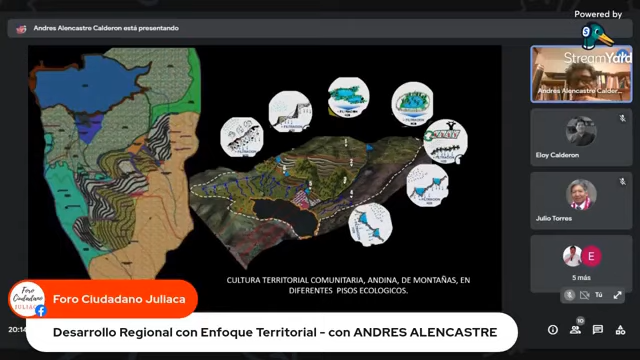 Powered by
StreamYard
Andres Alencastre Calderon está presentando
Andrés Alencastre Calder...
Eloy Calderon
Julio Torres
E
5 más
Tú
10
CULTURA TERRITORIAL COMUNITARIA, ANDINA, DE MONTAÑAS, EN
DIFERENTES PISOS ECOLOGICOS.
Foro
Ciudadano
JULIACA
Foro Ciudadano Juliaca
20:14
Desarrollo Regional con Enfoque Territorial - con ANDRES ALENCASTRE